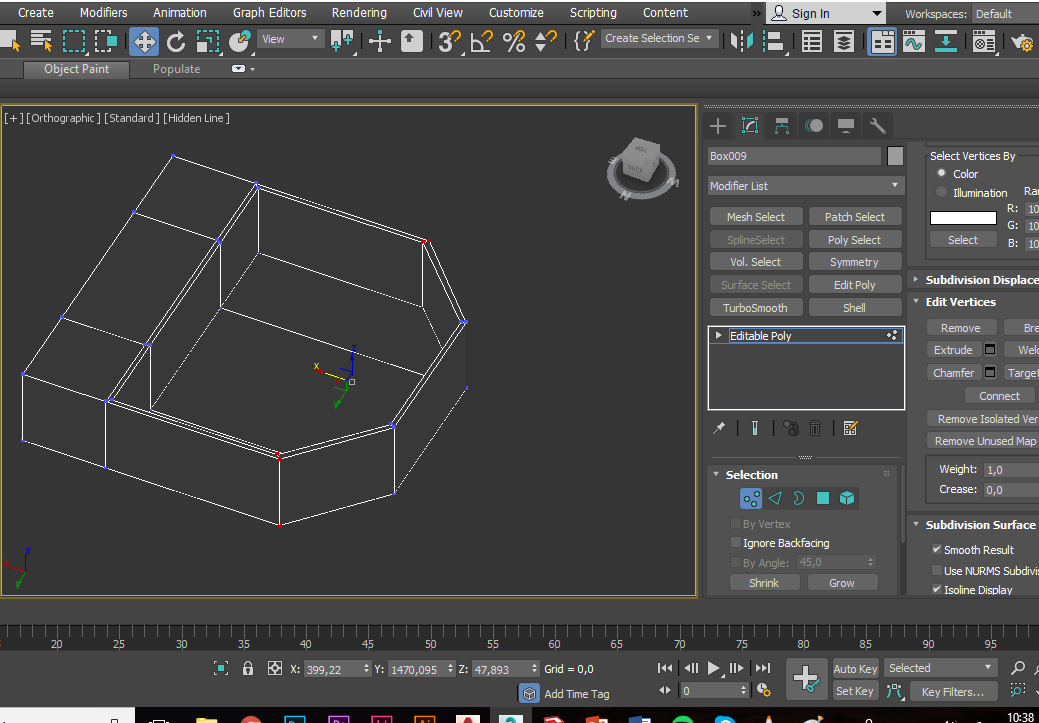 Create Modifiers Animation Graph Editors Rendering Civil View Customize Scripting Content » Sign In Workspaces: Default
View 3 Create Selection Se
Object Paint Populate
[+] [Orthographic ] [Standard ] [Hidden Line ]
Box009
Modifier List
Mesh Select Patch Select
SplineSelect Poly Select
Vol. Select Symmetry
Surface Select Edit Poly
TurboSmooth Shell
Editable Poly
Selection
By Vertex
Ignore Backfacing
By Angle: 45,0
Shrink Grow
Select Vertices By
Color
Illumination
R: 10
G: 10
Select B: 10
Subdivision Displace
Edit Vertices
Remove Bre
Extrude Wel
Chamfer Target
Connect
Remove Isolated Ver
Remove Unused Map
Weight: 1,0
Crease: 0,0
Subdivision Surface
Smooth Result
Use NURMS Subdivis
Isoline Display
x z y
20 25 30 35 40 45 50 55 60 65 70 75 80 85 90 95
X: 399,22 Y: 1470,095 Z: 47,893 Grid = 0,0
Add Time Tag
0
Auto Key Selected
Set Key Key Filters...
10:38